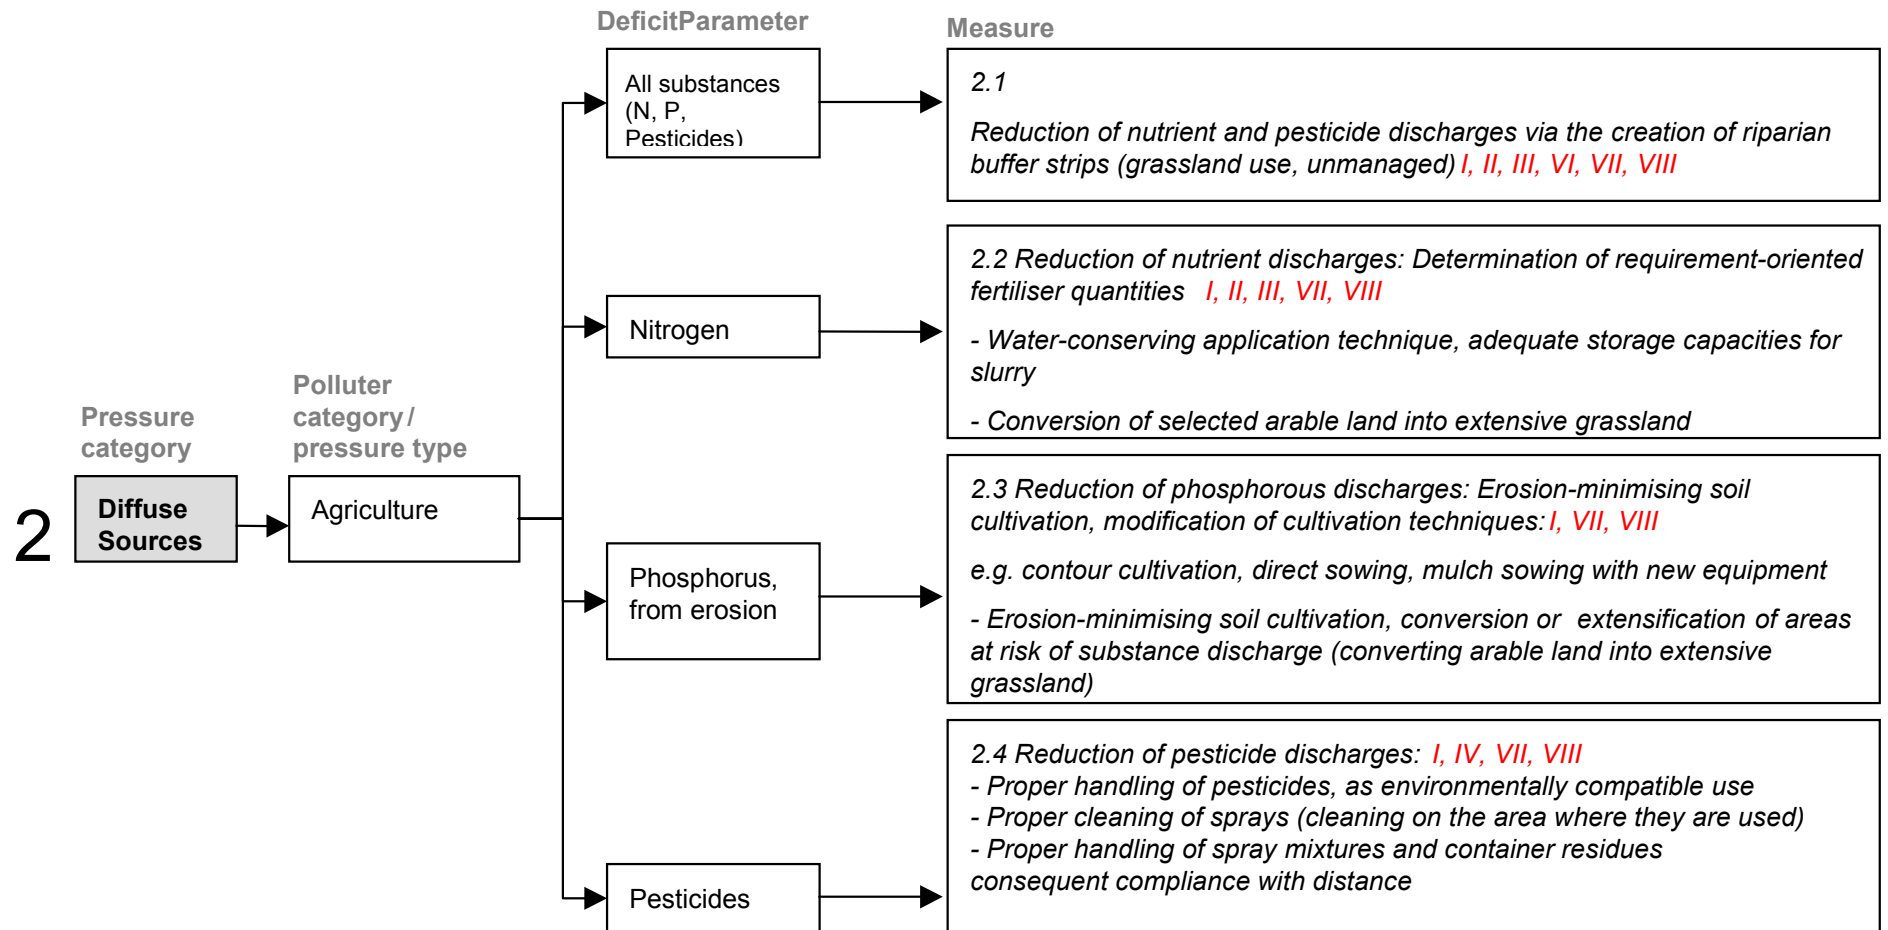 DeficitParameter
Measure
All substances
(N, P,
Pesticides)
2.1
Reduction of nutrient and pesticide discharges via the creation of riparian
buffer strips (grassland use, unmanaged) I, II, III, VI, VII, VIII
Nitrogen
2.2 Reduction of nutrient discharges: Determination of requirement-oriented
fertiliser quantities I, II, III, VII, VIII
- Water-conserving application technique, adequate storage capacities for
slurry
- Conversion of selected arable land into extensive grassland
Pressure
category
Polluter
category/
pressure type
2
Diffuse
Sources
Agriculture
Phosphorus,
from erosion
2.3 Reduction of phosphorous discharges: Erosion-minimising soil
cultivation, modification of cultivation techniques: I, VII, VIII
e.g. contour cultivation, direct sowing, mulch sowing with new equipment
- Erosion-minimising soil cultivation, conversion or extensification of areas
at risk of substance discharge (converting arable land into extensive
grassland)
Pesticides
2.4 Reduction of pesticide discharges: I, IV, VII, VIII
- Proper handling of pesticides, as environmentally compatible use
- Proper cleaning of sprays (cleaning on the area where they are used)
- Proper handling of spray mixtures and container residues
consequent compliance with distance